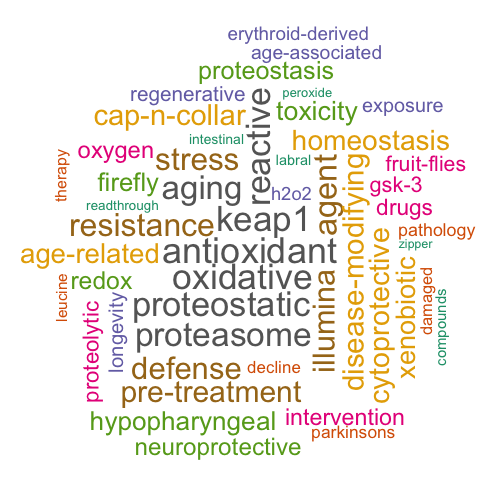 erythroid-derived
age-associated
proteostasis
regenerative
reactive
peroxide
cap-n-collar
toxicity
exposure
intestinal
homeostasis
oxygen
stress
labral
agent
fruit-flies
therapy
firefly
aging
h2o2
disease-modifying
gsk-3
readthrough
keap1
drugs
resistance
pathology
age-related
antioxidant
cytoprotective
xenobiotic
zipper
leucine
redox
oxidative
illumina
damaged
compounds
proteolytic
longevity
proteostatic
proteasome
defense
decline
pre-treatment
hypopharyngeal
intervention
parkinsons
neuroprotective